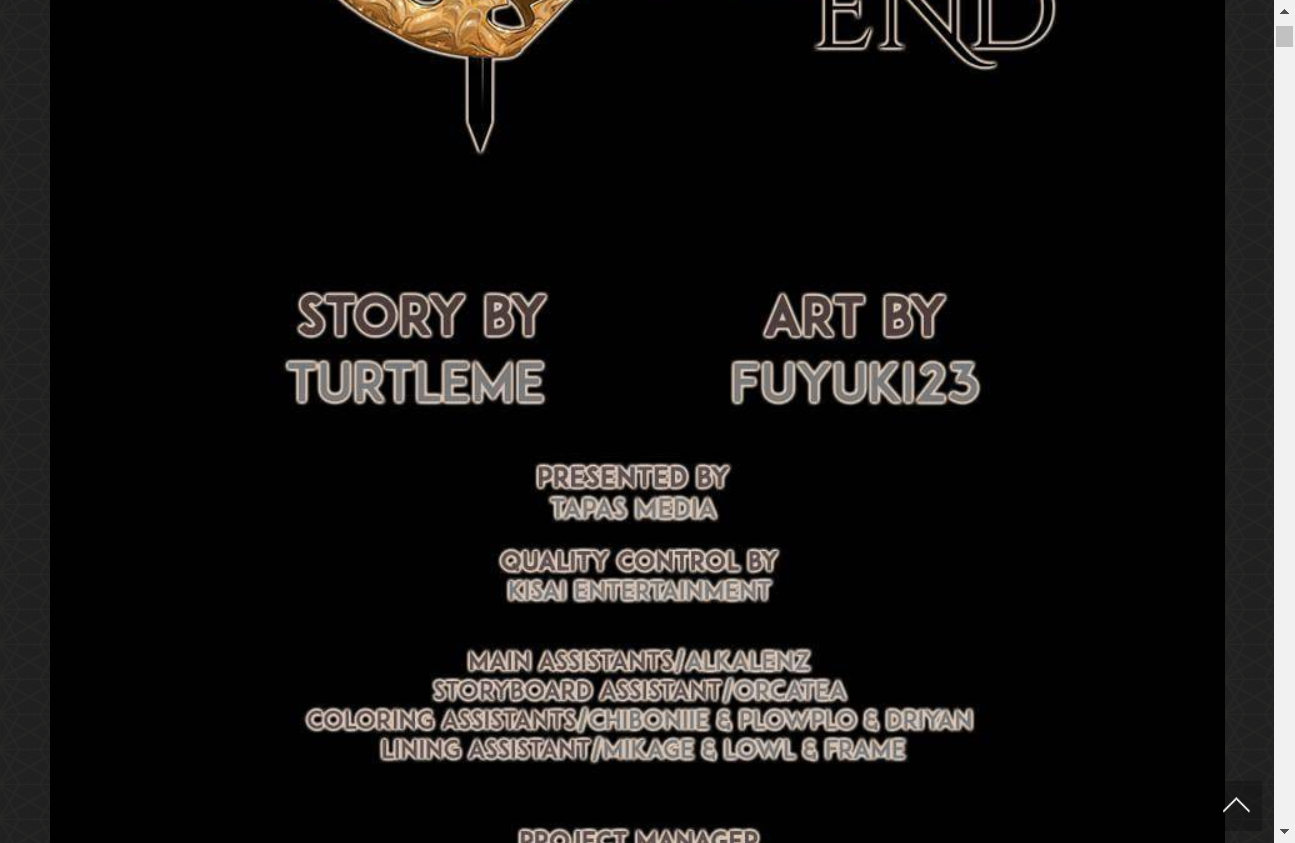 END
STORY BY
TURTLEME
ART BY
FUYUKI23
PRESENTED BY
TAPAS MEDIA
QUALITY CONTROL BY
KISAI ENTERTAINMENT
MAIN ASSISTANTS/ALKALENZ
STORYBOARD ASSISTANT/ORCATEA
COLORING ASSISTANTS/CHIBONIIE & PLOWPLO & DRIYAN
LINING ASSISTANT/MIKAGE & LOWL & FRAME
PROJECT MANAGER